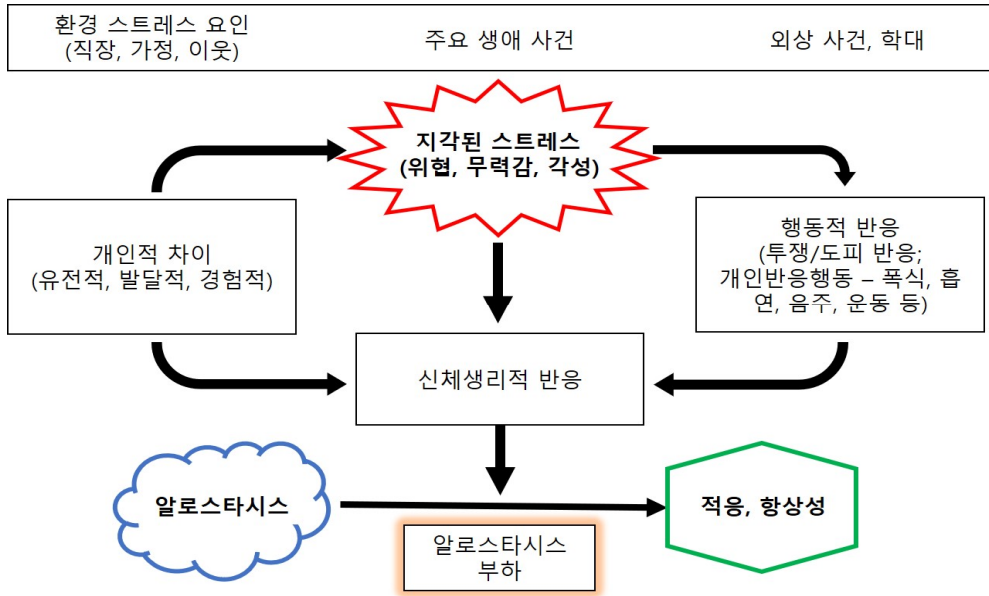 환경 스트레스 요인
(직장, 가정, 이웃)
주요 생애 사건
외상 사건, 학대
지각된 스트레스
(위협, 무력감, 각성)
개인적 차이
(유전적, 발달적, 경험적)
행동적 반응
(투쟁/도피 반응;
개인반응행동 – 폭식, 흡
연, 음주, 운동 등)
신체생리적 반응
알로스타시스
적응, 항상성
알로스타시스
부하